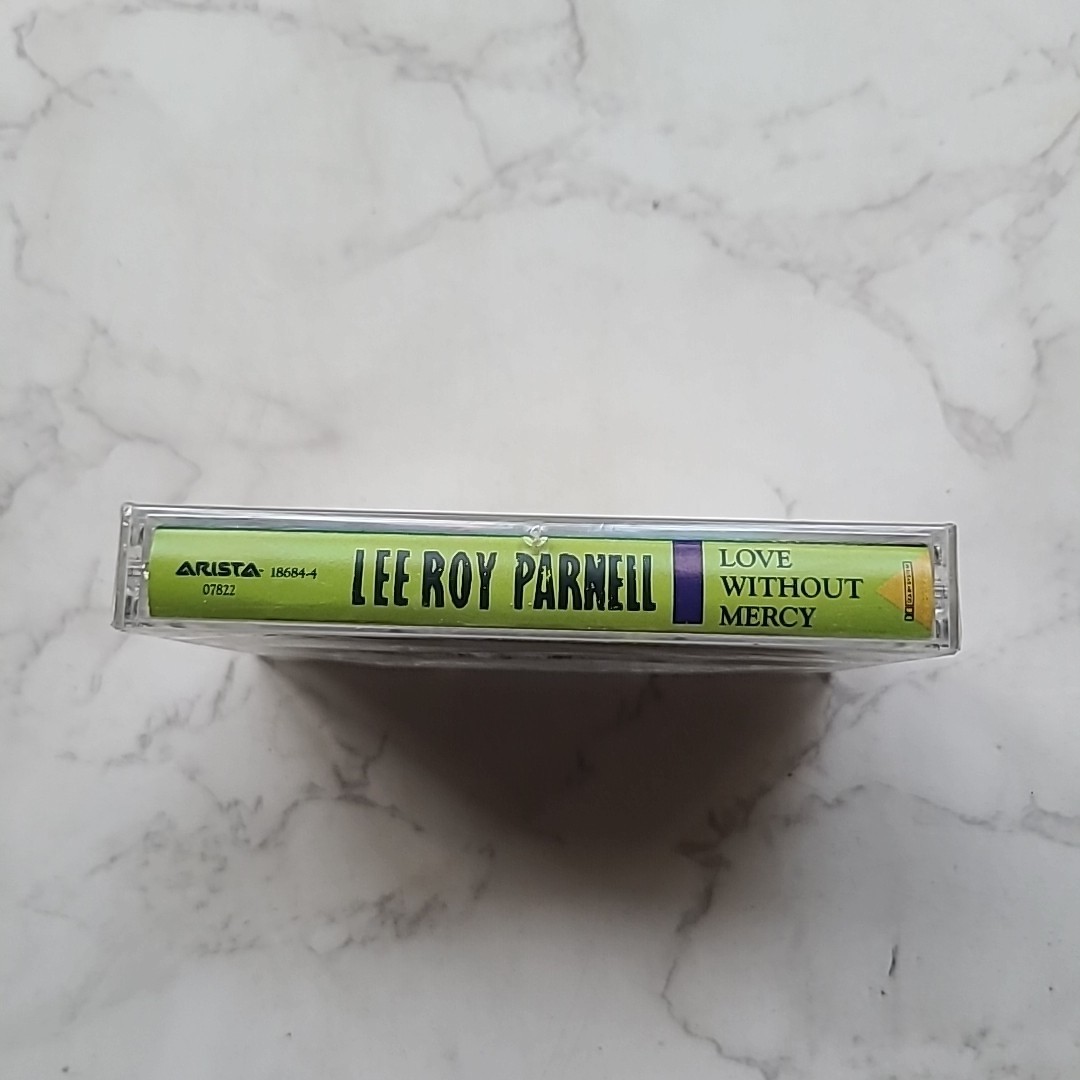 ARISTA 18684-4
07822
LEE ROY PARNELL
LOVE
WITHOUT
MERCY